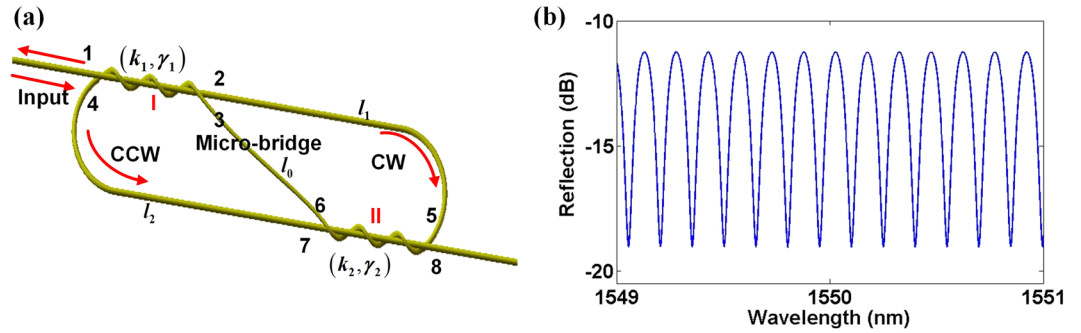 (a)
1
(k₁,γ₁)
2
Input
4
I
3
l₁
Micro-bridge
CCW
l₀
CW
l₂
6
II
5
7
(k₂,γ₂)
8
(b)
-10
-15
-20
Reflection (dB)
1549
1550
1551
Wavelength (nm)